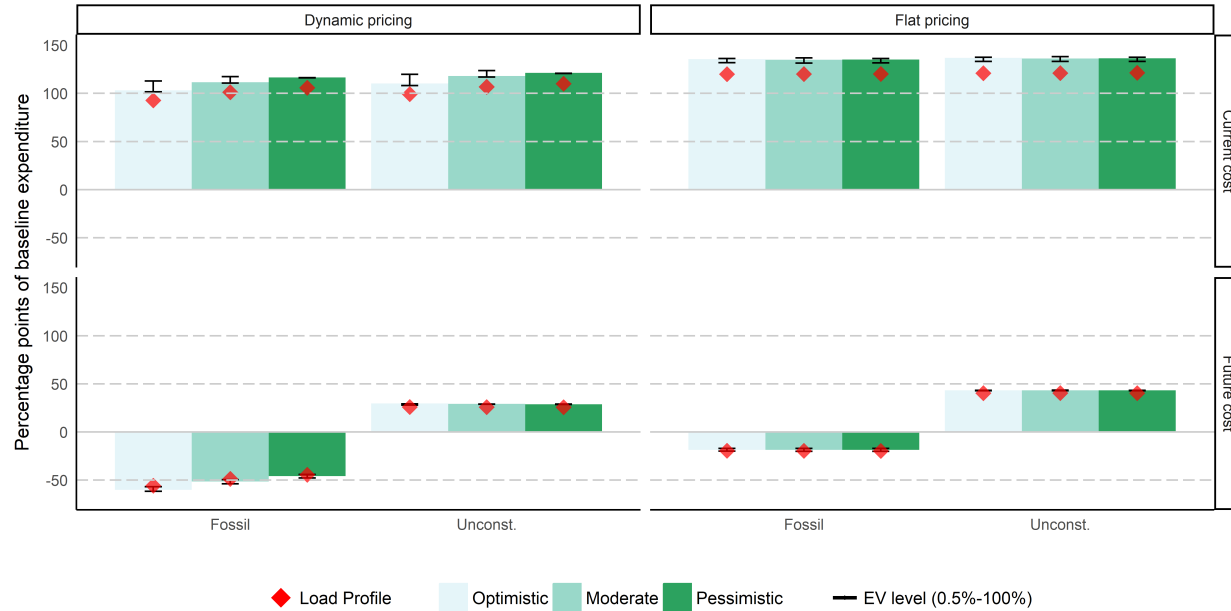 Dynamic pricing
Flat pricing
Percentage points of baseline expenditure
150
100
50
0
-50
Current cost
150
100
50
0
-50
Future cost
Fossil
Unconst.
Fossil
Unconst.
Load Profile
Optimistic
Moderate
Pessimistic
EV level (0.5%-100%)